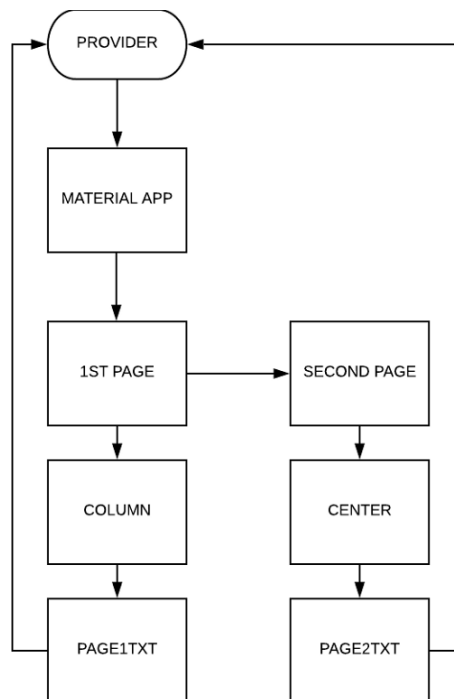 PROVIDER
MATERIAL APP
1ST PAGE
SECOND PAGE
COLUMN
CENTER
PAGE1TXT
PAGE2TXT